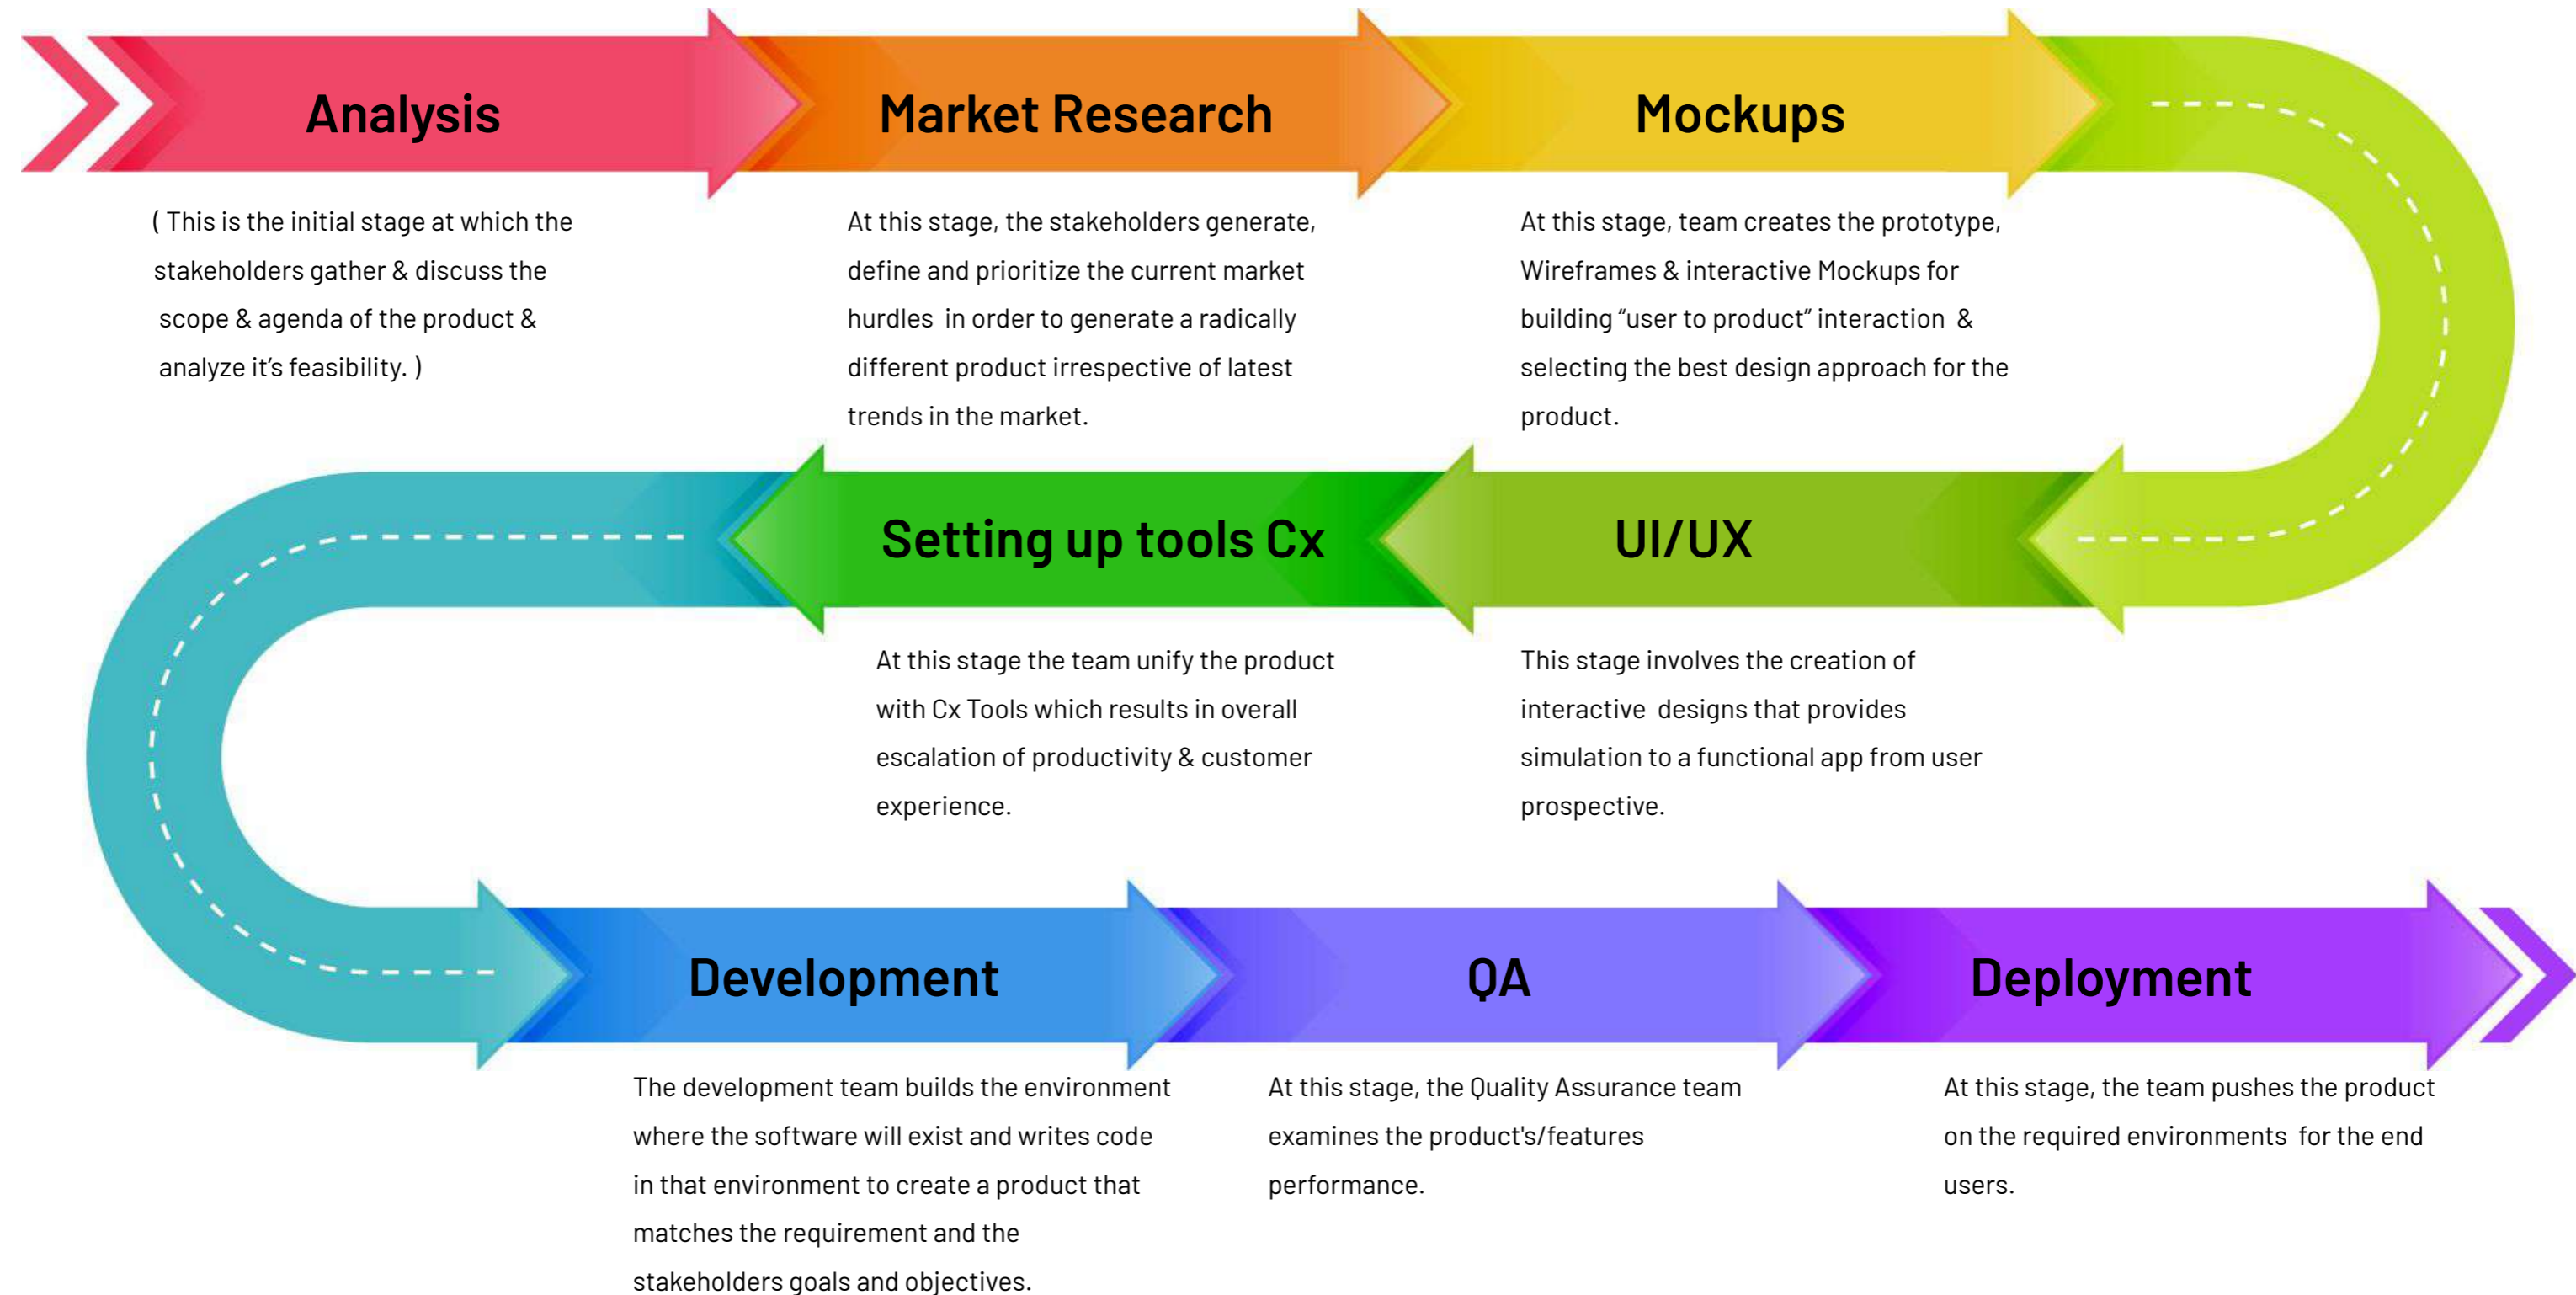 Analysis
( This is the initial stage at which the
stakeholders gather & discuss the
scope & agenda of the product &
analyze it’s feasibility. )
Market Research
At this stage, the stakeholders generate,
define and prioritize the current market
hurdles  in order to generate a radically
different product irrespective of latest
trends in the market.
Mockups
At this stage, team creates the prototype,
Wireframes & interactive Mockups for
building “user to product” interaction  &
selecting the best design approach for the
product.
UI/UX
This stage involves the creation of
interactive  designs that provides
simulation to a functional app from user
prospective.
Setting up tools Cx
At this stage the team unify the product
with Cx Tools which results in overall
escalation of productivity & customer
experience.
Development
The development team builds the environment
where the software will exist and writes code
in that environment to create a product that
matches the requirement and the
stakeholders goals and objectives.
QA
At this stage, the Quality Assurance team
examines the product's/features
performance.
Deployment
At this stage, the team pushes the product
on the required environments  for the end
users.